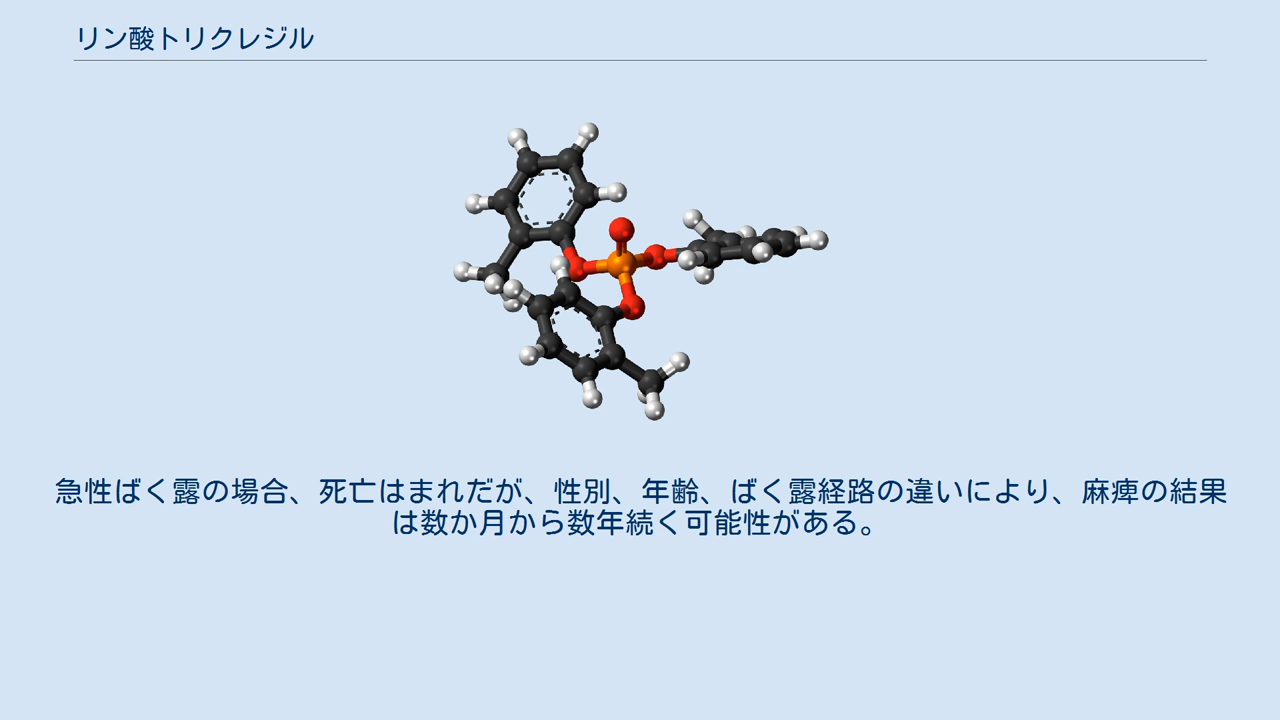 リン酸トリクレジル
急性ばく露の場合、死亡はまれだが、性別、年齢、ばく露経路の違いにより、麻痺の結果
は数か月から数年続く可能性がある。